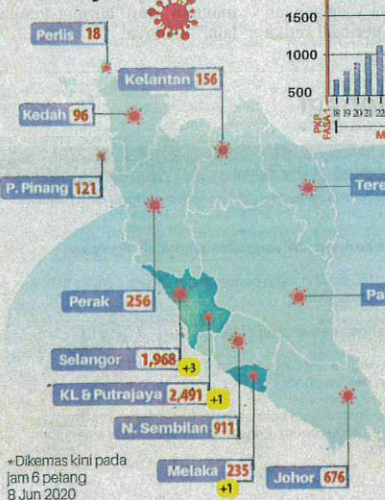 Perlis 18
Kelantan 156
Kedah 96
P. Pinang 121
Tere
Perak 256
Pa
Selangor 1,968 +3
KL & Putrajaya 2,491 +1
N. Sembilan 911
Melaka 235 +1
Johor 676
*Dikemas kini pada
jam 6 petang
8 Jun 2020
1500
1000
500
PKP
FASA 1
18 19 20 21 22
M